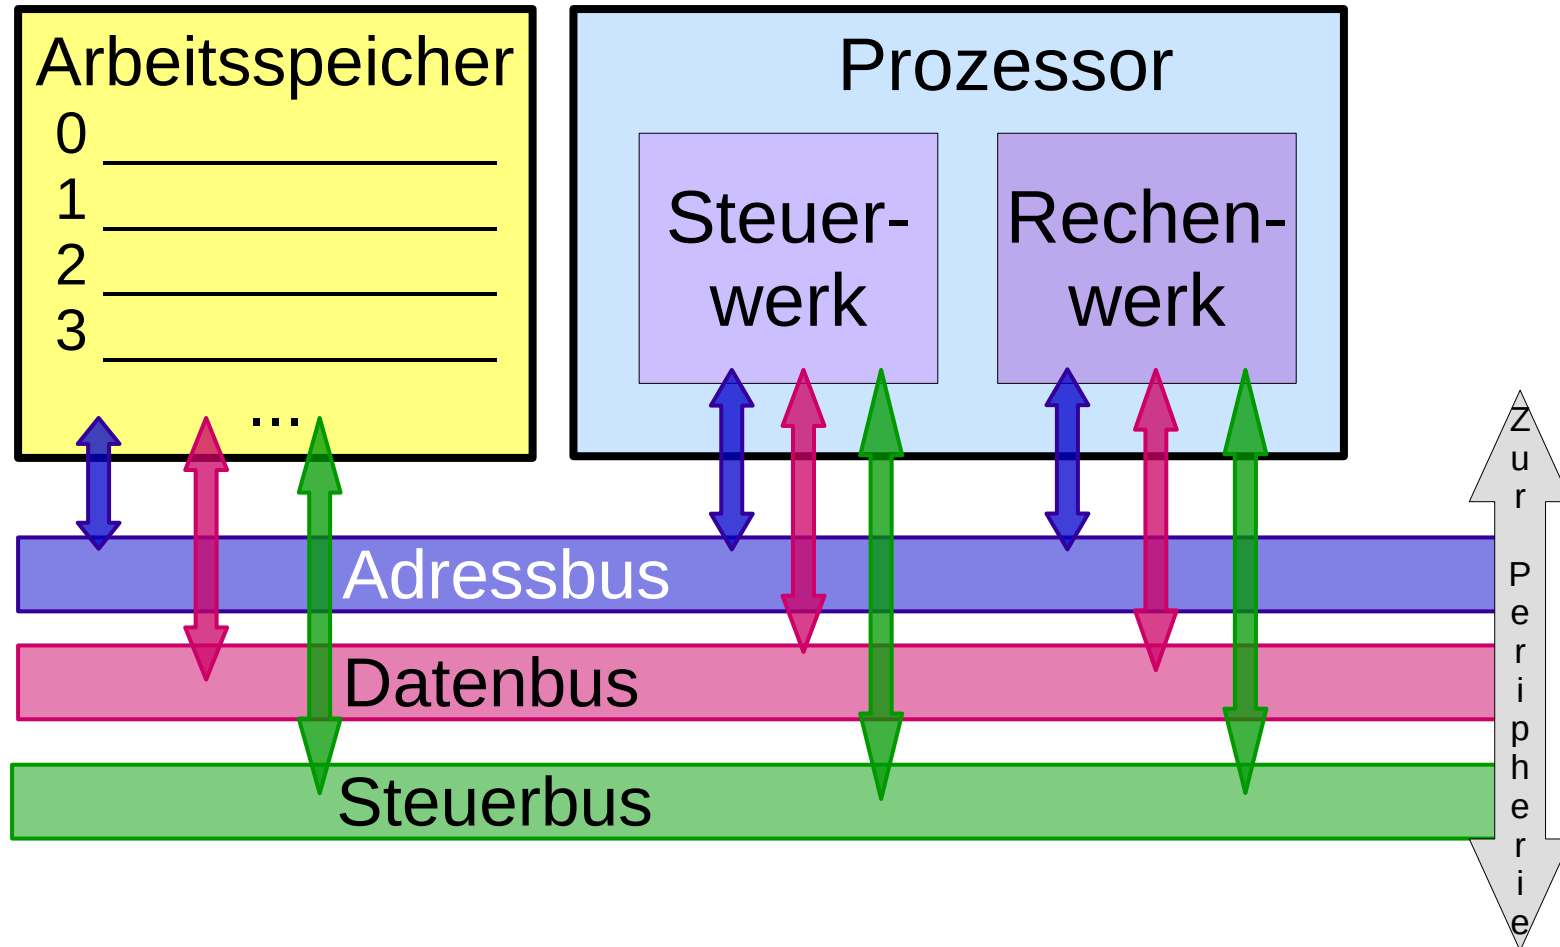 Arbeitsspeicher
0
1
2
3
...
Prozessor
Steuer-
werk
Rechen-
werk
Adressbus
Datenbus
Steuerbus
Zur Peripherie